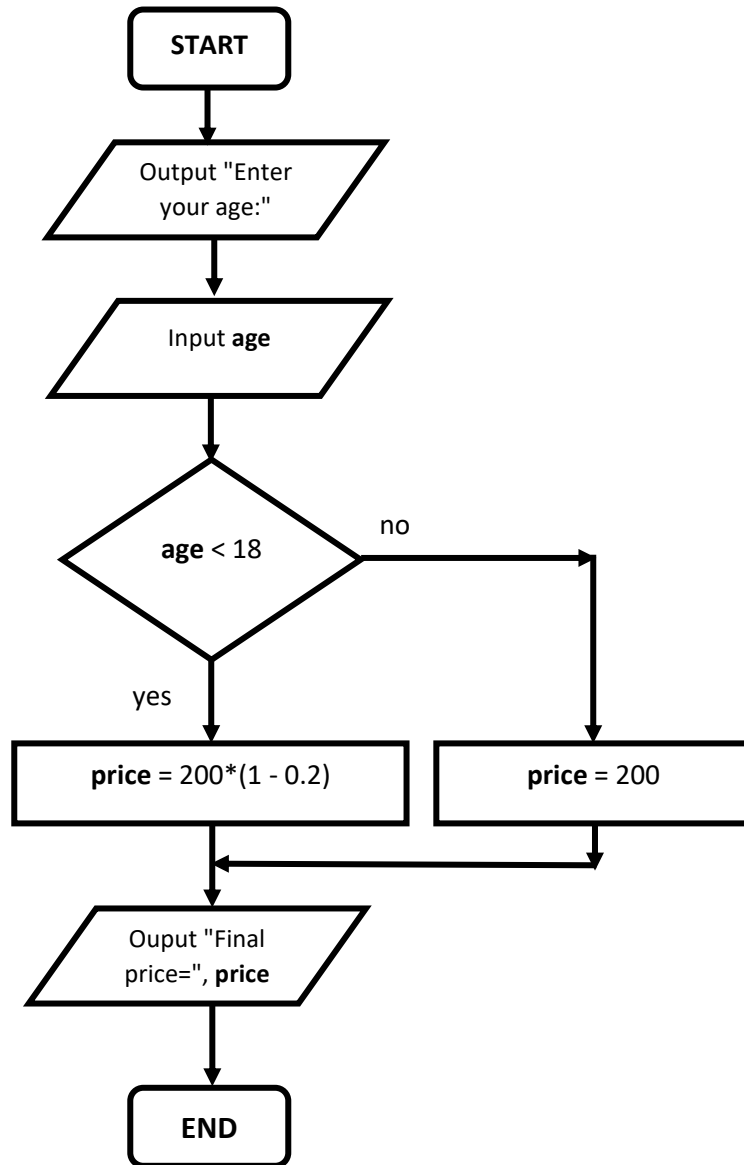 START
Output "Enter
your age:"
Input age
age < 18
no
yes
price = 200*(1 - 0.2)
price = 200
Ouput "Final
price=", price
END